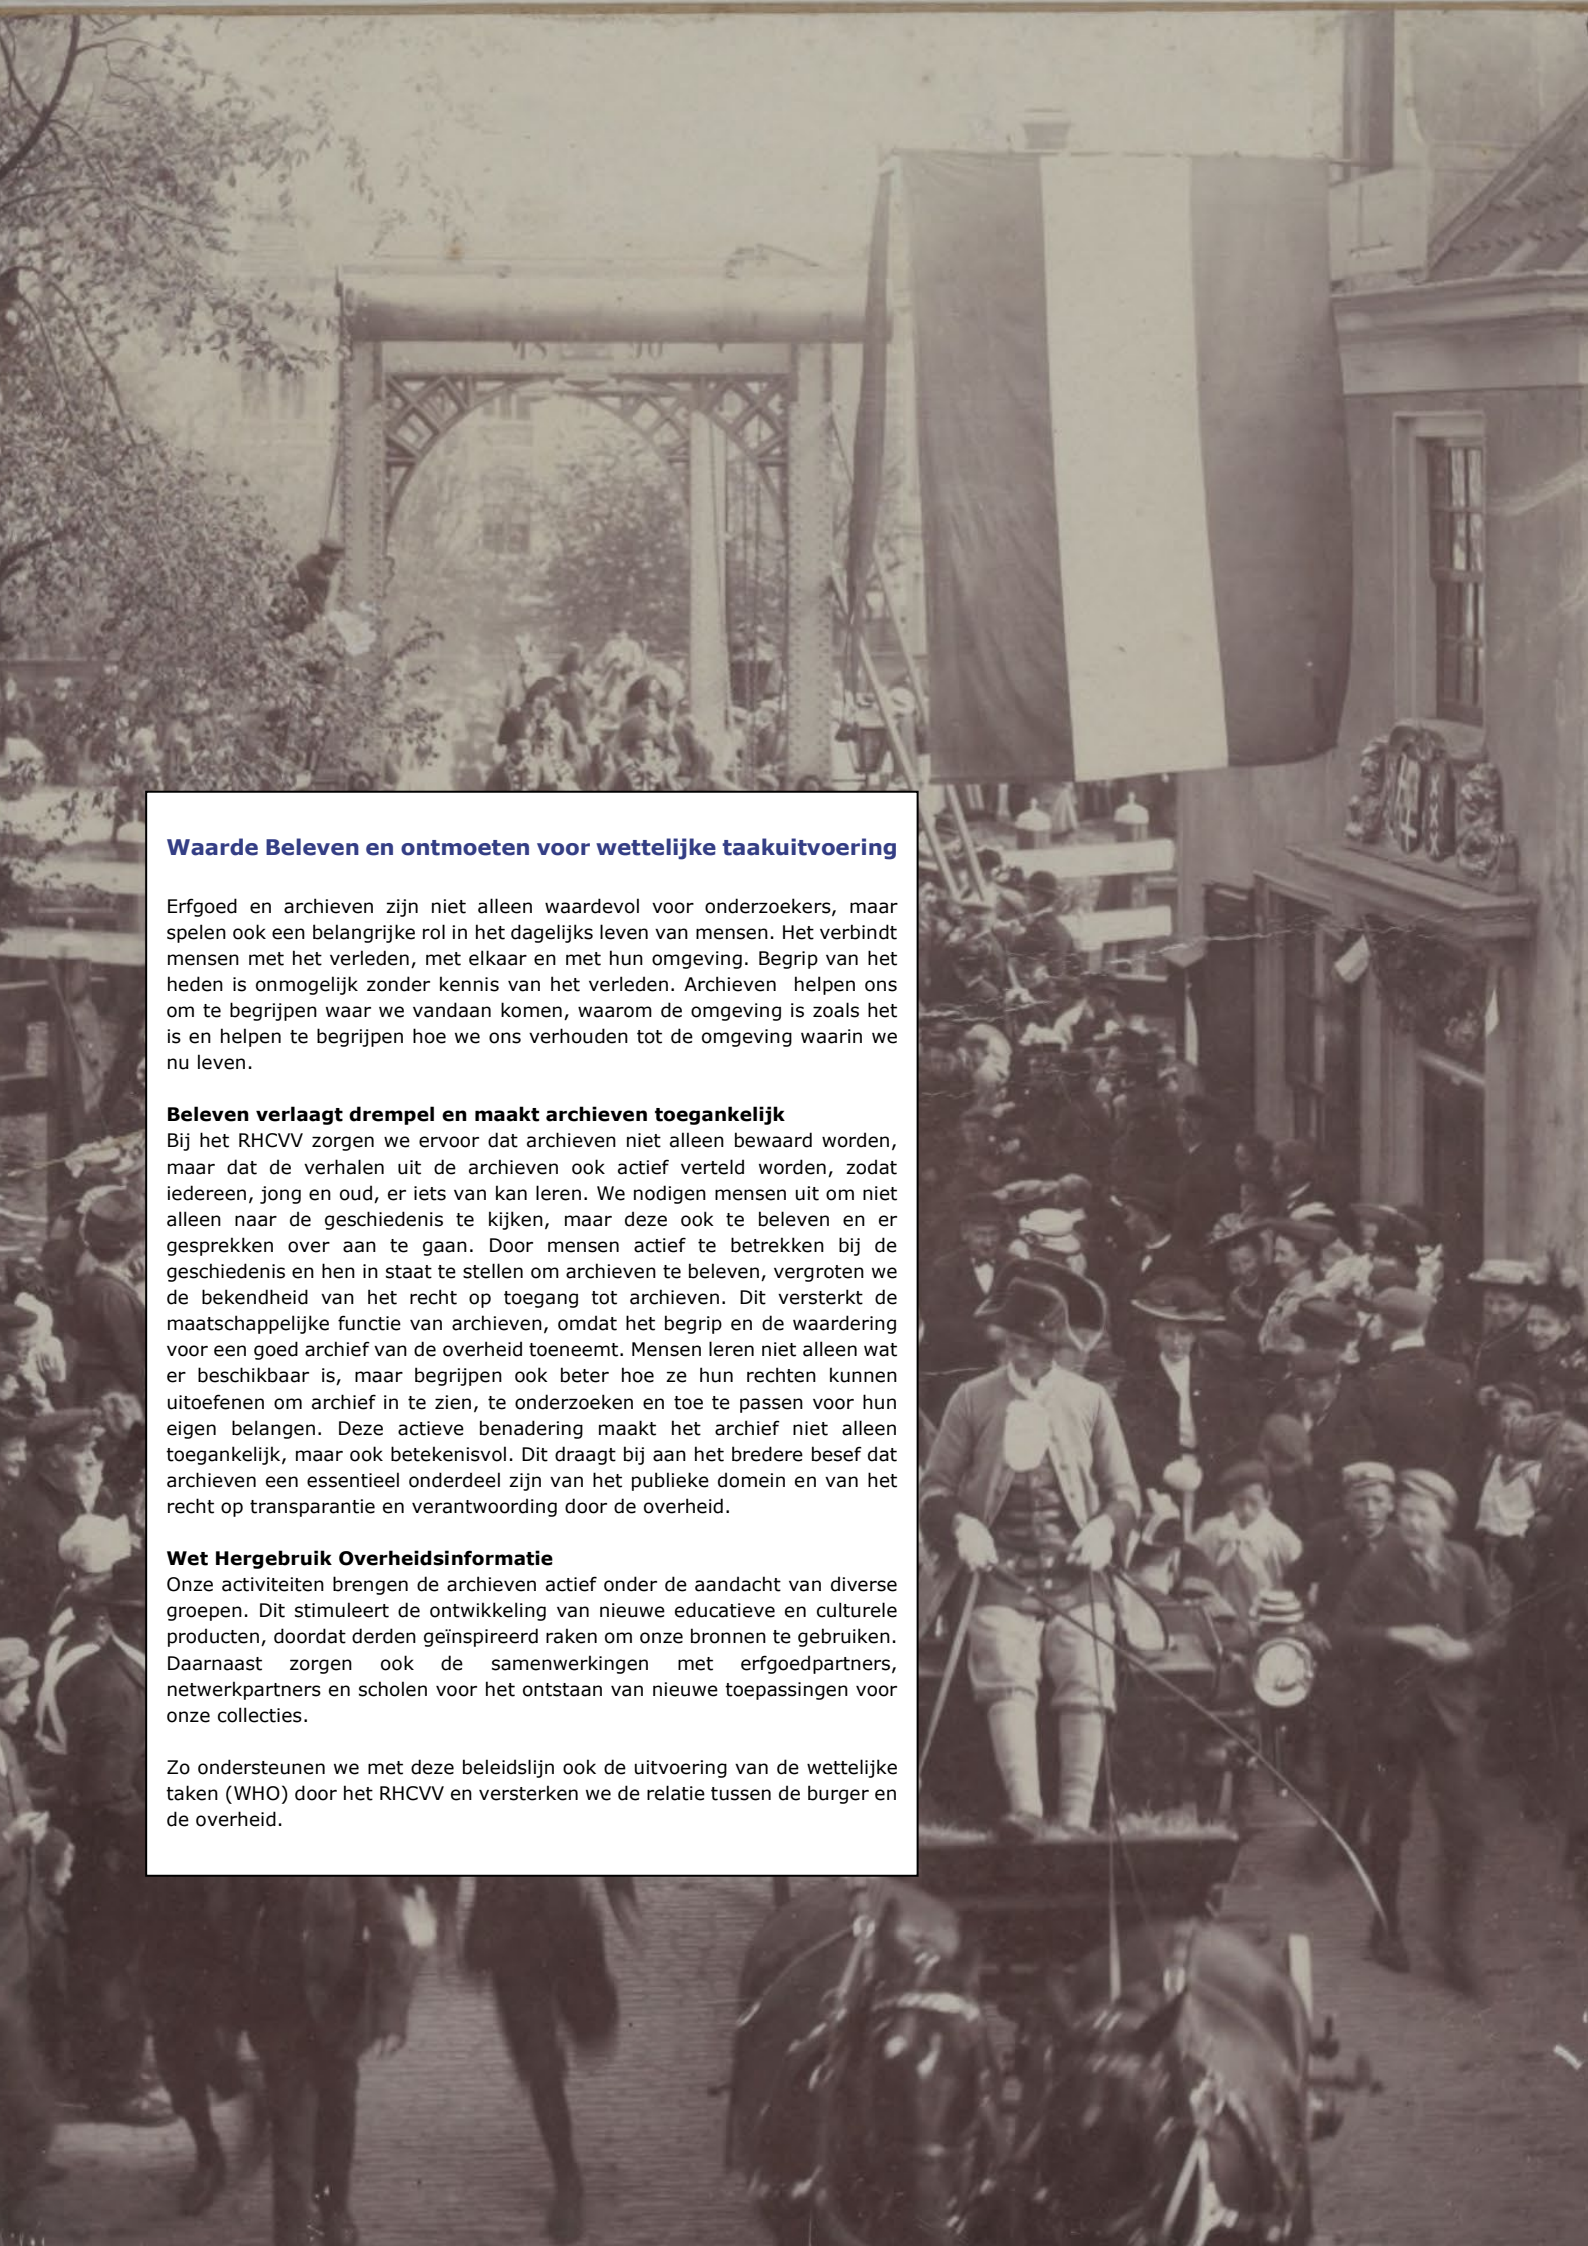 Waarde Beleven en ontmoeten voor wettelijke taakuitvoering
Erfgoed en archieven zijn niet alleen waardevol voor onderzoekers, maar
spelen ook een belangrijke rol in het dagelijks leven van mensen. Het verbindt
mensen met het verleden, met elkaar en met hun omgeving. Begrip van het
heden is onmogelijk zonder kennis van het verleden. Archieven helpen ons
om te begrijpen waar we vandaan komen, waarom de omgeving is zoals het
is en helpen te begrijpen hoe we ons verhouden tot de omgeving waarin we
nu leven.
Beleven verlaagt drempel en maakt archieven toegankelijk
Bij het RHCVV zorgen we ervoor dat archieven niet alleen bewaard worden,
maar dat de verhalen uit de archieven ook actief verteld worden, zodat
iedereen, jong en oud, er iets van kan leren. We nodigen mensen uit om niet
alleen naar de geschiedenis te kijken, maar deze ook te beleven en er
gesprekken over aan te gaan. Door mensen actief te betrekken bij de
geschiedenis en hen in staat te stellen om archieven te beleven, vergroten we
de bekendheid van het recht op toegang tot archieven. Dit versterkt de
maatschappelijke functie van archieven, omdat het begrip en de waardering
voor een goed archief van de overheid toeneemt. Mensen leren niet alleen wat
er beschikbaar is, maar begrijpen ook beter hoe ze hun rechten kunnen
uitoefenen om archief in te zien, te onderzoeken en toe te passen voor hun
eigen belangen. Deze actieve benadering maakt het archief niet alleen
toegankelijk, maar ook betekenisvol. Dit draagt bij aan het bredere besef dat
archieven een essentieel onderdeel zijn van het publieke domein en van het
recht op transparantie en verantwoording door de overheid.
Wet Hergebruik Overheidsinformatie
Onze activiteiten brengen de archieven actief onder de aandacht van diverse
groepen. Dit stimuleert de ontwikkeling van nieuwe educatieve en culturele
producten, doordat derden geïnspireerd raken om onze bronnen te gebruiken.
Daarnaast zorgen ook de samenwerkingen met erfgoedpartners,
netwerkpartners en scholen voor het ontstaan van nieuwe toepassingen voor
onze collecties.
Zo ondersteunen we met deze beleidslijn ook de uitvoering van de wettelijke
taken (WHO) door het RHCVV en versterken we de relatie tussen de burger en
de overheid.